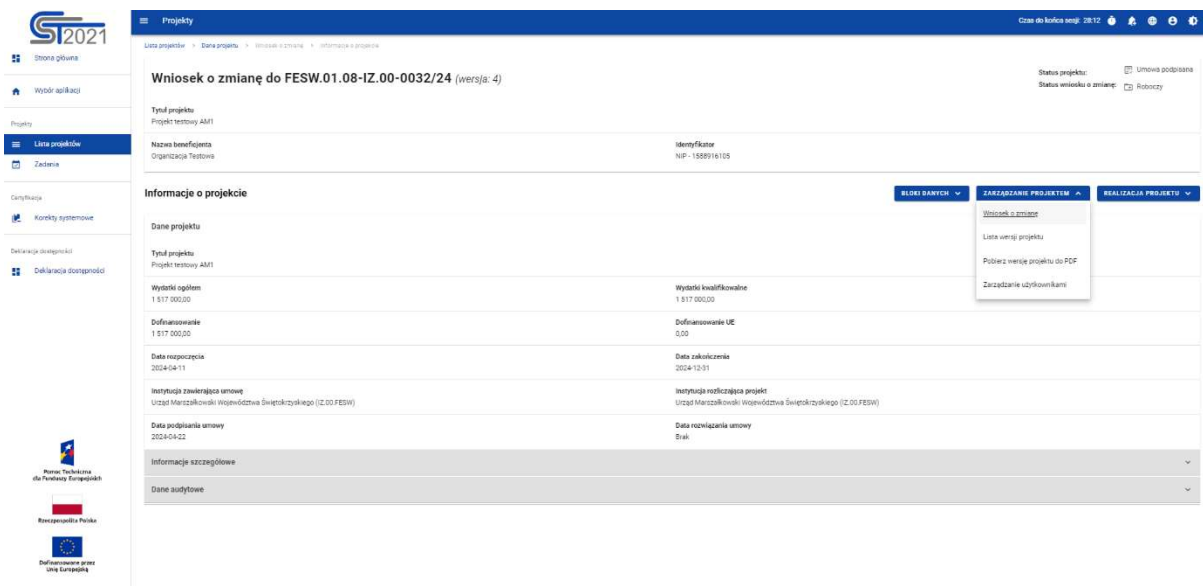 CST2021
Projekty
Czas do końca sesji: 28:12
Lista projektów > Dane projektu > Wniosek o zmianę > Informacje o projekcie
Strona główna
Wybór aplikacji
Projekty
Lista projektów
Zadania
Certyfikacja
Korekty systemowe
Deklaracja dostępności
Deklaracja dostępności
Pomoc Techniczna
dla Funduszy Europejskich
Rzeczpospolita Polska
Dofinansowane przez
Unię Europejską
Wniosek o zmianę do FESW.01.08-IZ.00-0032/24 (wersja: 4)
Status projektu: Umowa podpisana
Status wniosku o zmianę: Roboczy
Tytuł projektu
Projekt testowy AM1
Nazwa beneficjenta
Organizacja Testowa
Identyfikator
NIP - 1588916105
Informacje o projekcie
BLOKI DANYCH
ZARZĄDZANIE PROJEKTEM
REALIZACJA PROJEKTU
Wniosek o zmianę
Lista wersji projektu
Pobierz wersję projektu do PDF
Zarządzanie użytkownikami
Dane projektu
Tytuł projektu
Projekt testowy AM1
Wydatki ogółem
1 517 000,00
Wydatki kwalifikowalne
1 517 000,00
Dofinansowanie
1 517 000,00
Dofinansowanie UE
0,00
Data rozpoczęcia
2024-04-11
Data zakończenia
2024-12-31
Instytucja zawierająca umowę
Urząd Marszałkowski Województwa Świętokrzyskiego (IZ.00.FESW)
Instytucja rozliczająca projekt
Urząd Marszałkowski Województwa Świętokrzyskiego (IZ.00.FESW)
Data podpisania umowy
2024-04-22
Data rozwiązania umowy
Brak
Informacje szczegółowe
Dane audytowe